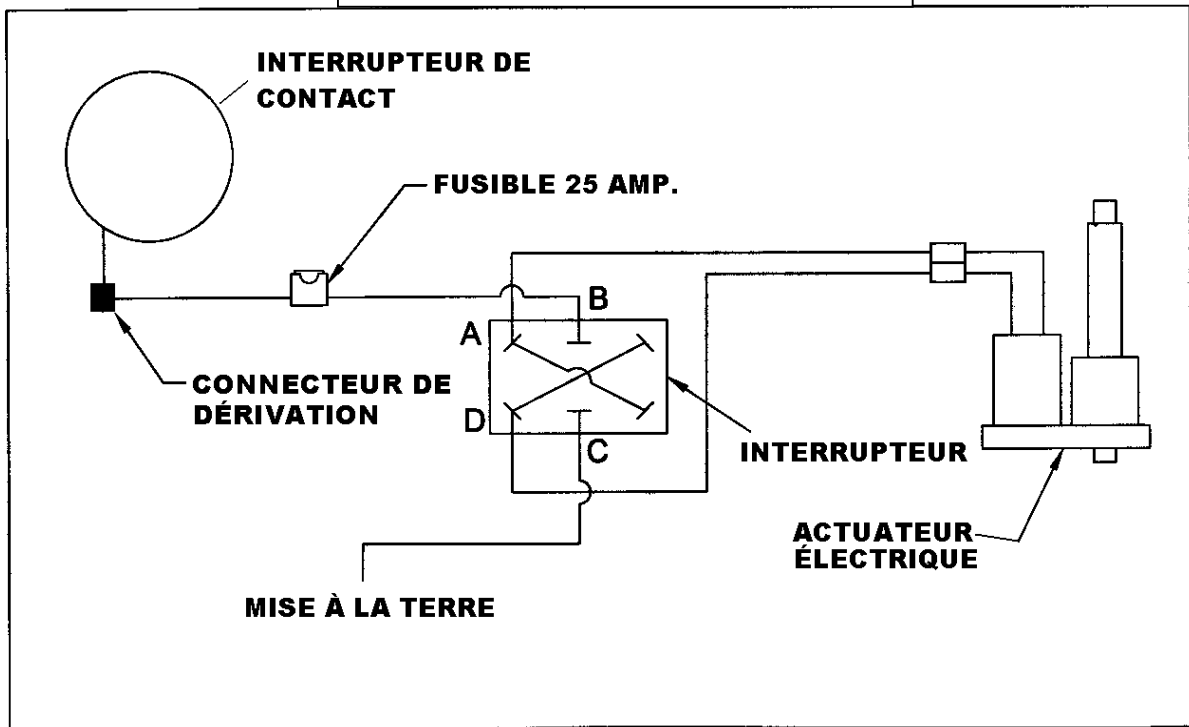 INTERRUPTEUR DE
CONTACT
FUSIBLE 25 AMP.
B
A
CONNECTEUR DE
DÉRIVATION
D
C
INTERRUPTEUR
ACTUATEUR
ÉLECTRIQUE
MISE À LA TERRE